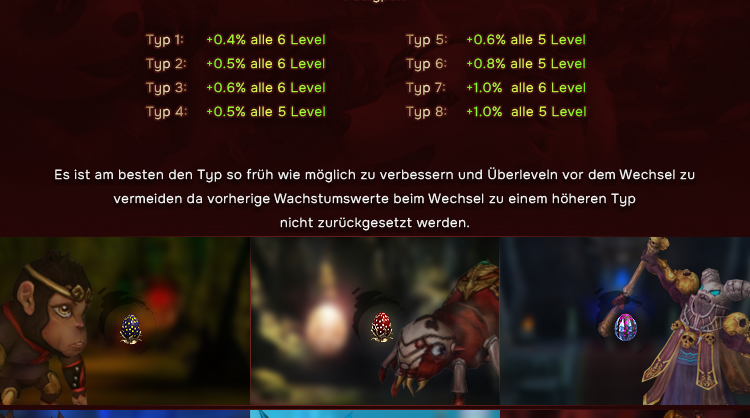 Typ 1: +0.4% alle 6 Level
Typ 2: +0.5% alle 6 Level
Typ 3: +0.6% alle 6 Level
Typ 4: +0.5% alle 5 Level
Typ 5: +0.6% alle 5 Level
Typ 6: +0.8% alle 5 Level
Typ 7: +1.0% alle 6 Level
Typ 8: +1.0% alle 5 Level
Es ist am besten den Typ so früh wie möglich zu verbessern und Überleveln vor dem Wechsel zu
vermeiden da vorherige Wachstumswerte beim Wechsel zu einem höheren Typ
nicht zurückgesetzt werden.